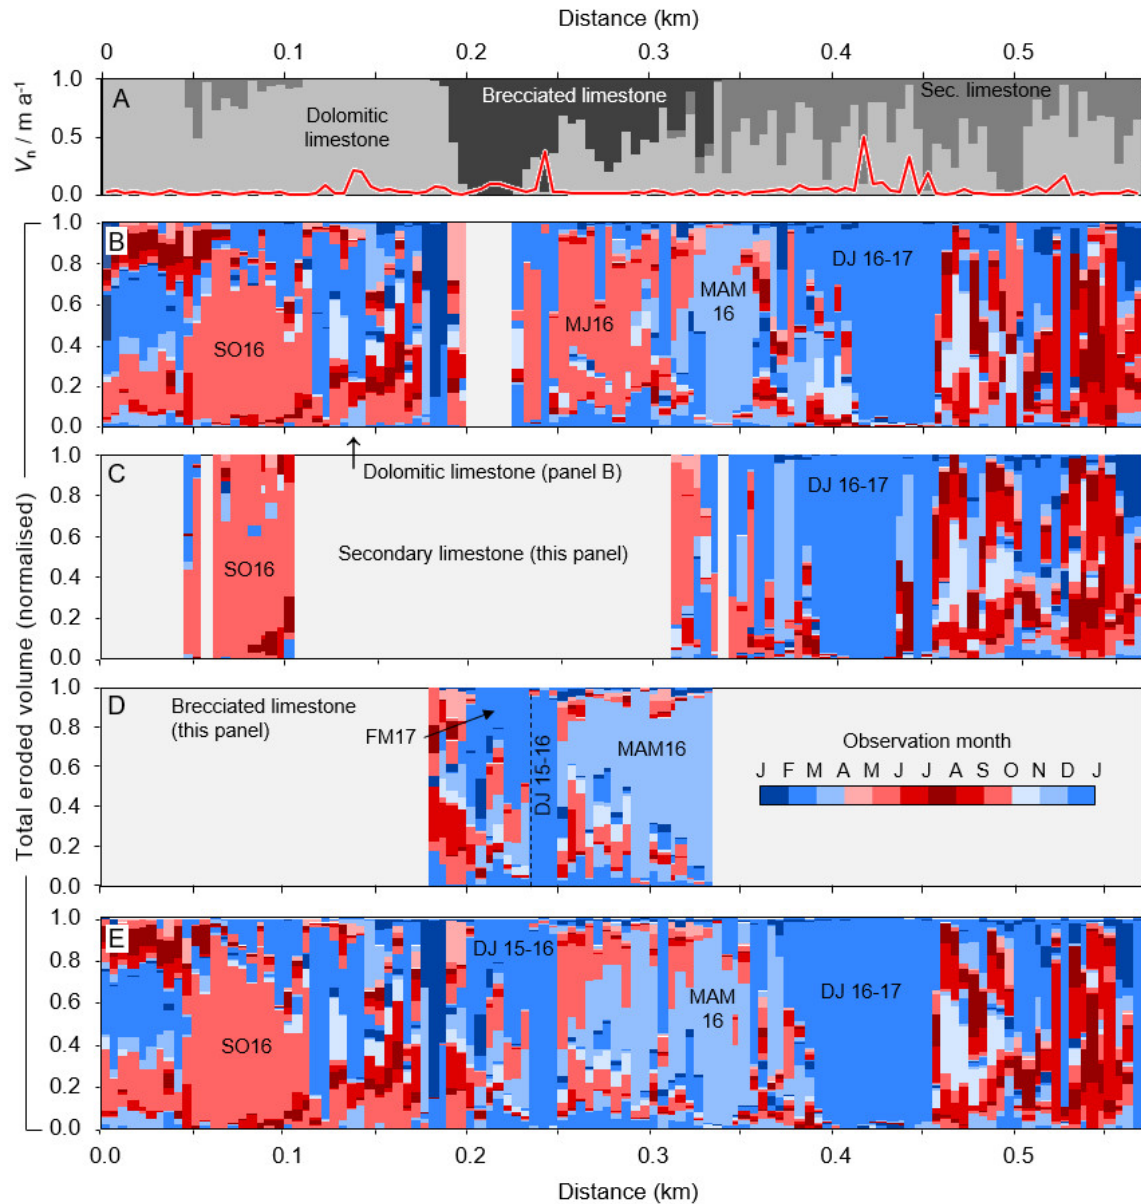 Distance (km)
0 0.1 0.2 0.3 0.4 0.5
Vn / m a-1
1.0
0.5
0.0
A
Dolomitic
limestone
Brecciated limestone
Sec. limestone
Total eroded volume (normalised)
1.0
0.8
0.6
0.4
0.2
0.0
B
SO16
MJ16
MAM
16
DJ 16-17
↑ Dolomitic limestone (panel B)
1.0
0.8
0.6
0.4
0.2
0.0
C
SO16
Secondary limestone (this panel)
DJ 16-17
1.0
0.8
0.6
0.4
0.2
0.0
D
Brecciated limestone
(this panel)
FM17
DJ 15-16
MAM16
Observation month
J F M A M J J A S O N D J
1.0
0.8
0.6
0.4
0.2
0.0
E
SO16
DJ 15-16
MAM
16
DJ 16-17
0.0 0.1 0.2 0.3 0.4 0.5
Distance (km)